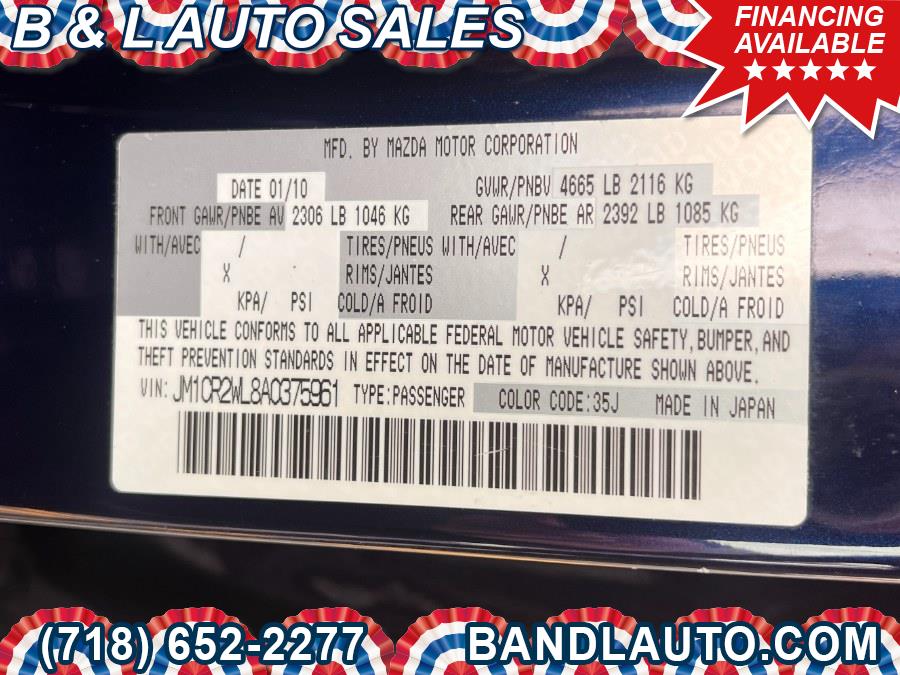 B & L AUTO SALES
FINANCING
AVAILABLE
MFD. BY MAZDA MOTOR CORPORATION
DATE 01/10 GVWR/PNBV 4665 LB 2116 KG
FRONT GAWR/PNBE AV 2306 LB 1046 KG REAR GAWR/PNBE AR 2392 LB 1085 KG
WITH/AVEC / TIRES/PNEUS WITH/AVEC / TIRES/PNEUS
X RIMS/JANTES X RIMS/JANTES
KPA/ PSI COLD/A FROID KPA/ PSI COLD/A FROID
THIS VEHICLE CONFORMS TO ALL APPLICABLE FEDERAL MOTOR VEHICLE SAFETY, BUMPER, AND
THEFT PREVENTION STANDARDS IN EFFECT ON THE DATE OF MANUFACTURE SHOWN ABOVE.
VIN: JM1CR2WL8A0375961 TYPE:PASSENGER COLOR CODE:35J MADE IN JAPAN
(718) 652-2277 BANDLAUTO.COM